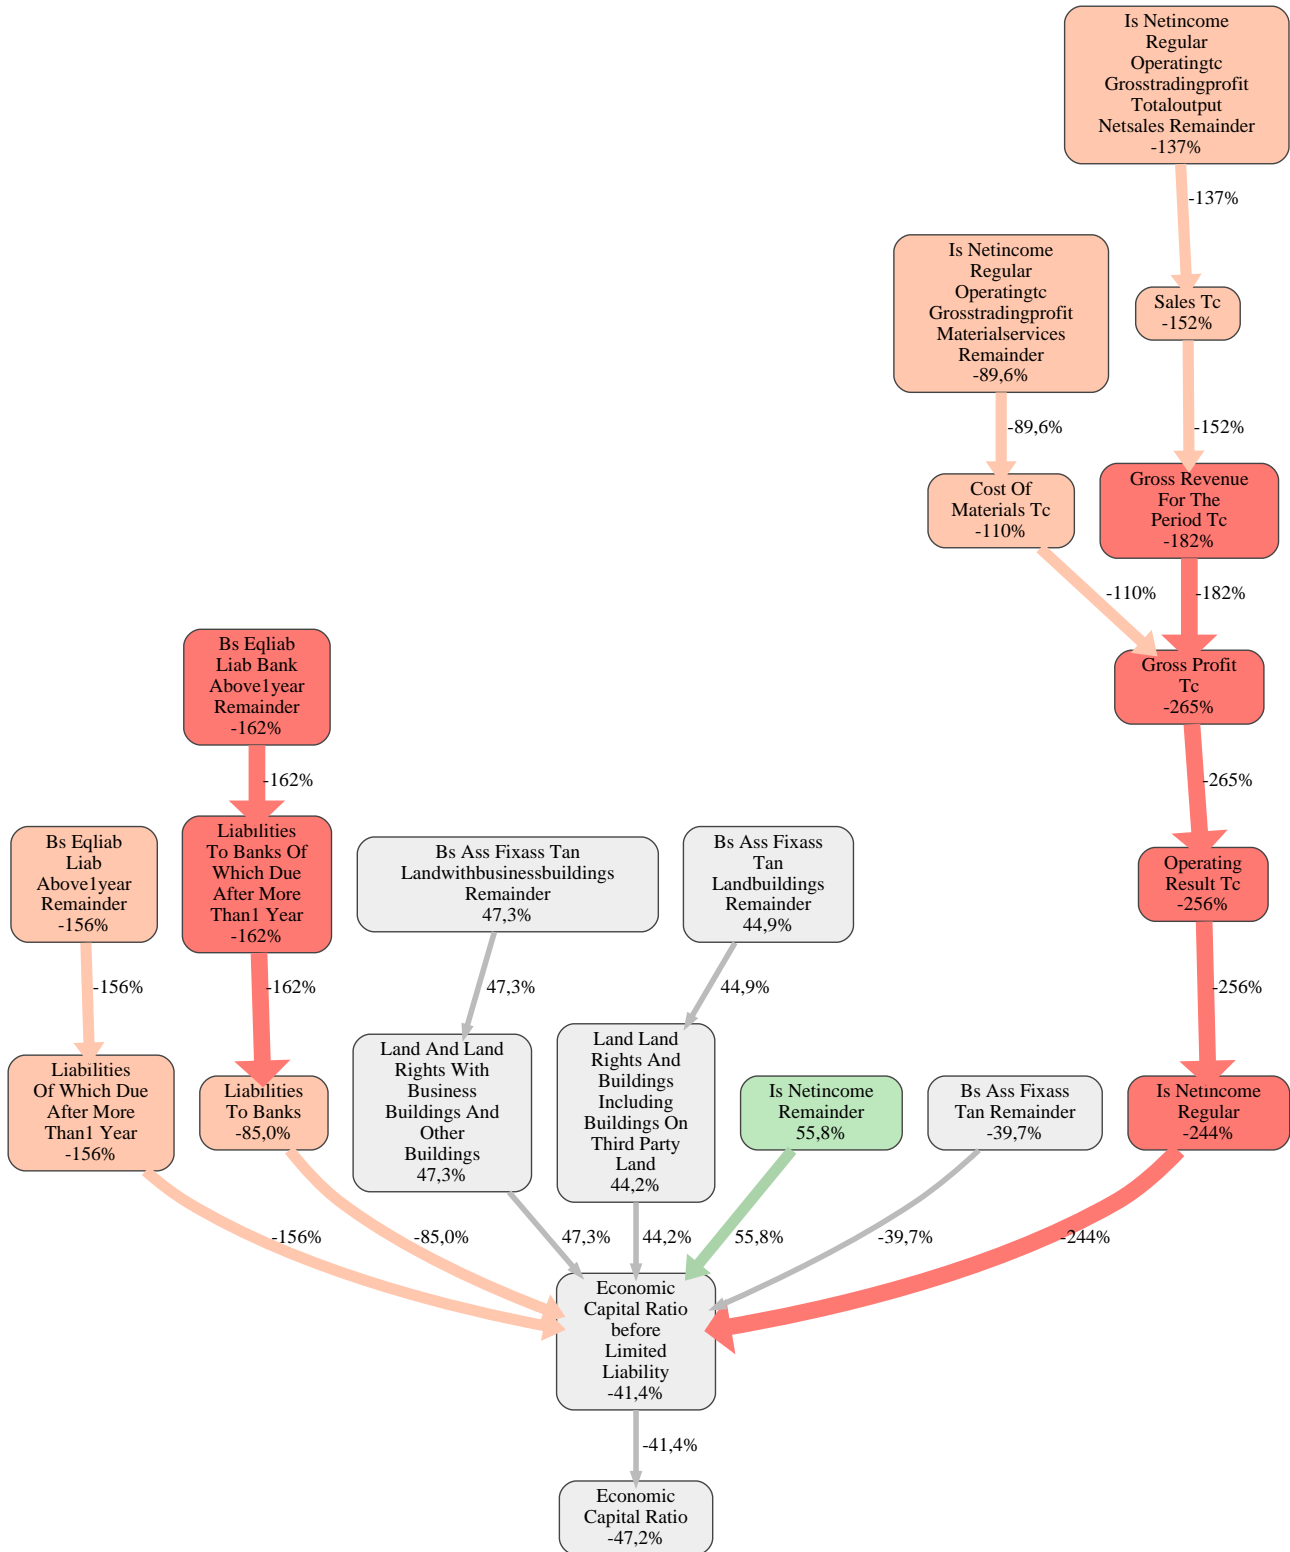 Is Netincome
Regular
Operatingtc
Grosstradingprofit
Totaloutput
Netsales Remainder
-137%
-137%
Is Netincome
Regular
Operatingtc
Grosstradingprofit
Materialservices
Remainder
-89,6%
Sales Tc
-152%
-89,6%
-152%
Cost Of
Materials Tc
-110%
Gross Revenue
For The
Period Tc
-182%
-110%
-182%
Bs Eqliab
Liab Bank
Above1year
Remainder
-162%
Gross Profit
Tc
-265%
-162%
-265%
Bs Eqliab
Liab
Above1year
Remainder
-156%
Liabilities
To Banks Of
Which Due
After More
Than1 Year
-162%
Bs Ass Fixass Tan
Landwithbusinessbuildings
Remainder
47,3%
Bs Ass Fixass
Tan
Landbuildings
Remainder
44,9%
Operating
Result Tc
-256%
-156%
-162%
47,3%
44,9%
-256%
Liabilities
Of Which Due
After More
Than1 Year
-156%
Liabilities
To Banks
-85,0%
Land And Land
Rights With
Business
Buildings And
Other
Buildings
47,3%
Land Land
Rights And
Buildings
Including
Buildings On
Third Party
Land
44,2%
Is Netincome
Remainder
55,8%
Bs Ass Fixass
Tan Remainder
-39,7%
Is Netincome
Regular
-244%
-156%
-85,0%
47,3%
44,2%
55,8%
-39,7%
-244%
Economic
Capital Ratio
before
Limited
Liability
-41,4%
-41,4%
Economic
Capital Ratio
-47,2%